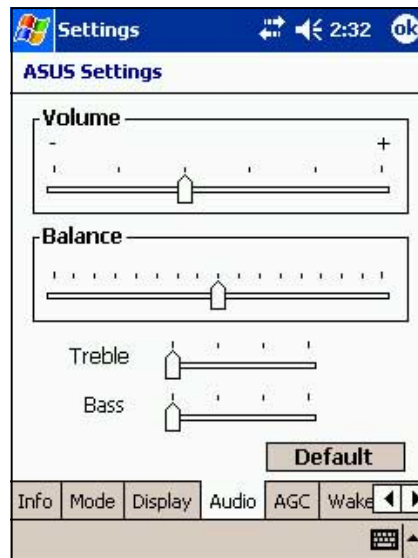 Settings 2:32 ok
ASUS Settings
Volume
- +
Balance
Treble
Bass
Default
Info Mode Display Audio AGC Wake